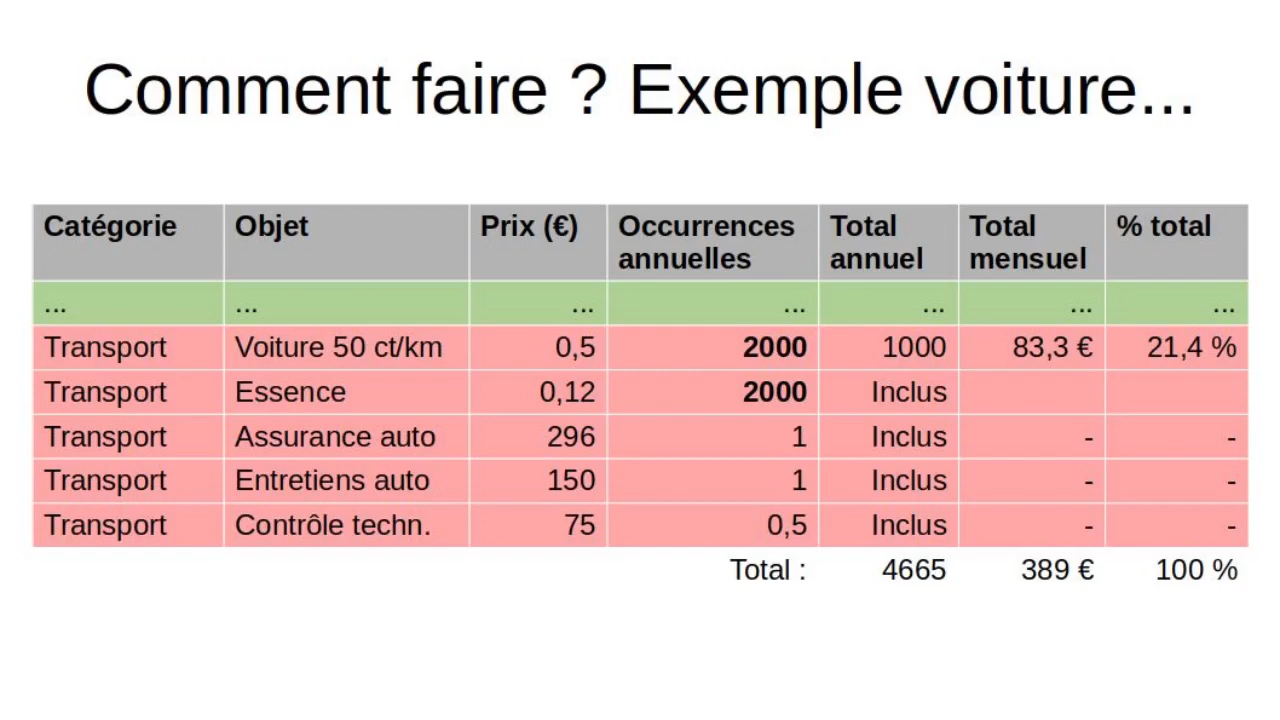 Comment faire ? Exemple voiture...
Catégorie Objet Prix (€) Occurrences annuelles Total annuel Total mensuel % total
... ... ... ... ... ... ...
Transport Voiture 50 ct/km 0,5 2000 1000 83,3 € 21,4 %
Transport Essence 0,12 2000 Inclus
Transport Assurance auto 296 1 Inclus - -
Transport Entretiens auto 150 1 Inclus - -
Transport Contrôle techn. 75 0,5 Inclus - -
Total : 4665 389 € 100 %